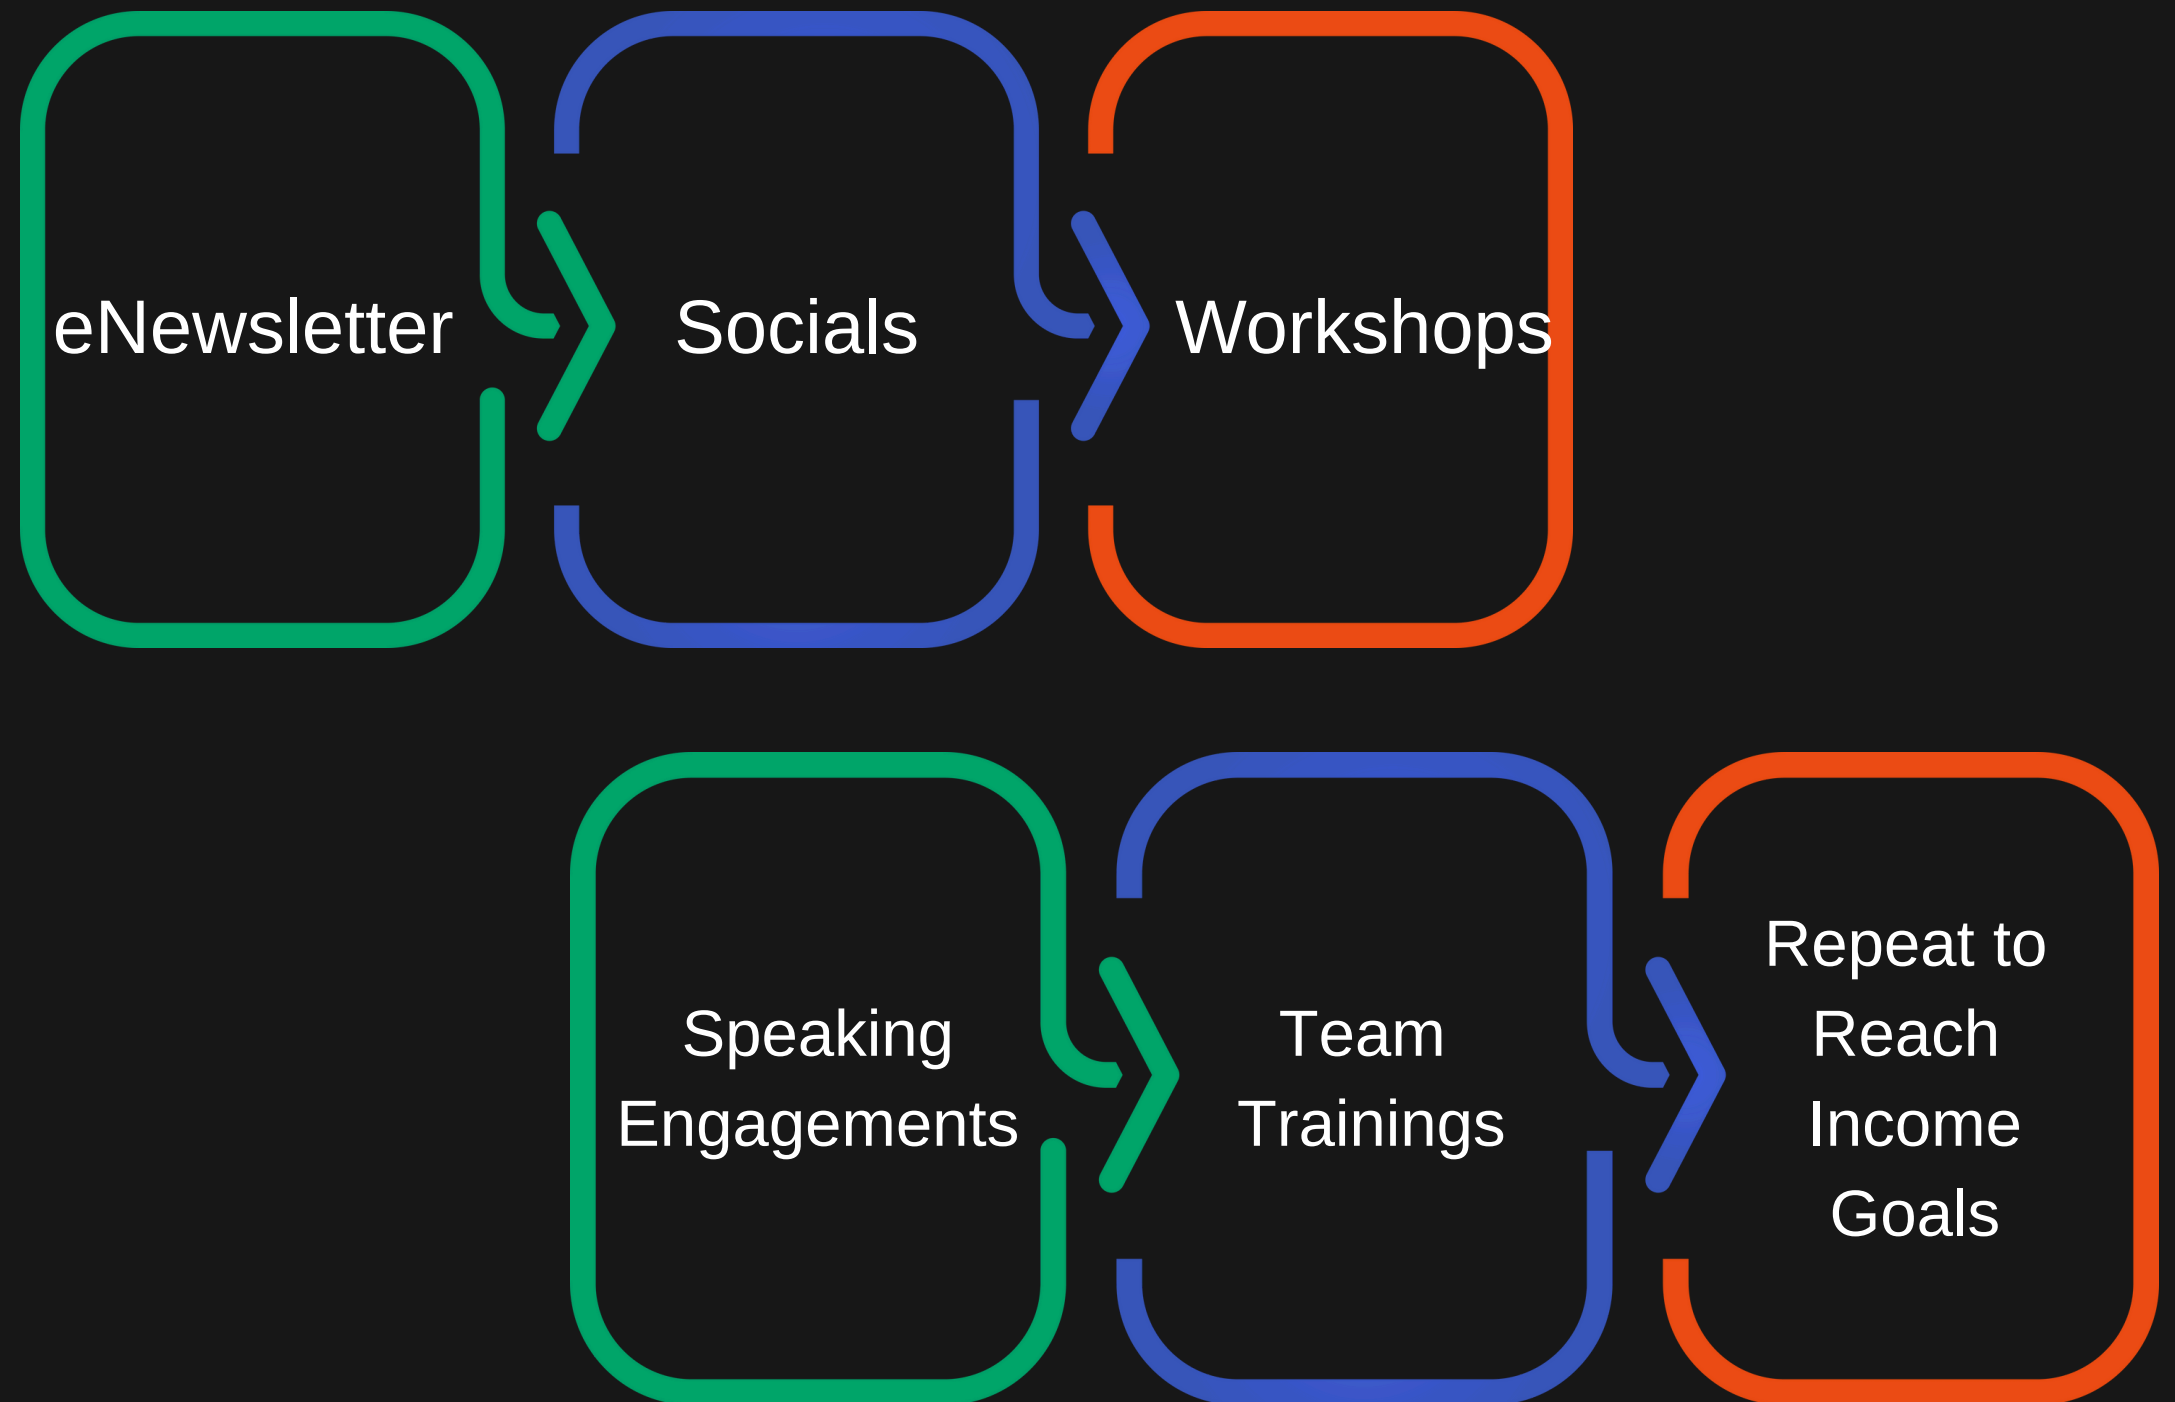 eNewsletter
Socials
Workshops
Speaking
Engagements
Team
Trainings
Repeat to
Reach
Income
Goals